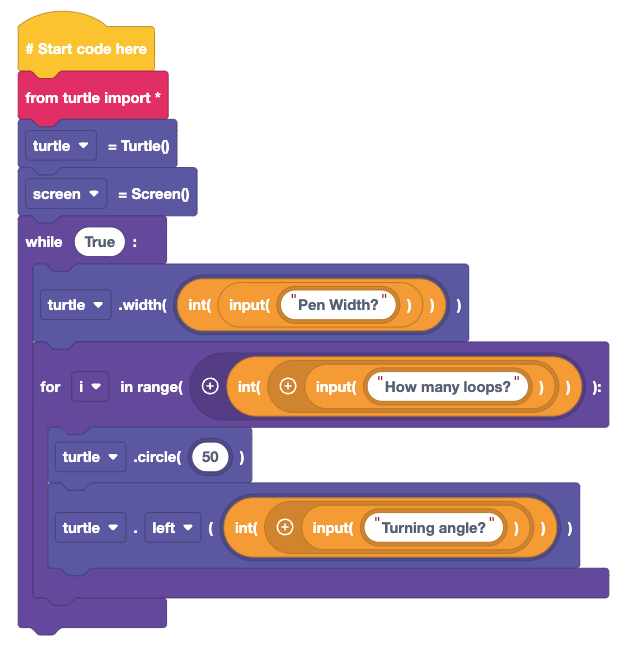 # Start code here
from turtle import *
turtle = Turtle()
screen = Screen()
while True :
turtle .width( int( input( "Pen Width?" ) ) )
for i in range( int( input( "How many loops?" ) ) ):
turtle .circle( 50 )
turtle . left ( int( input( "Turning angle?" ) ) )